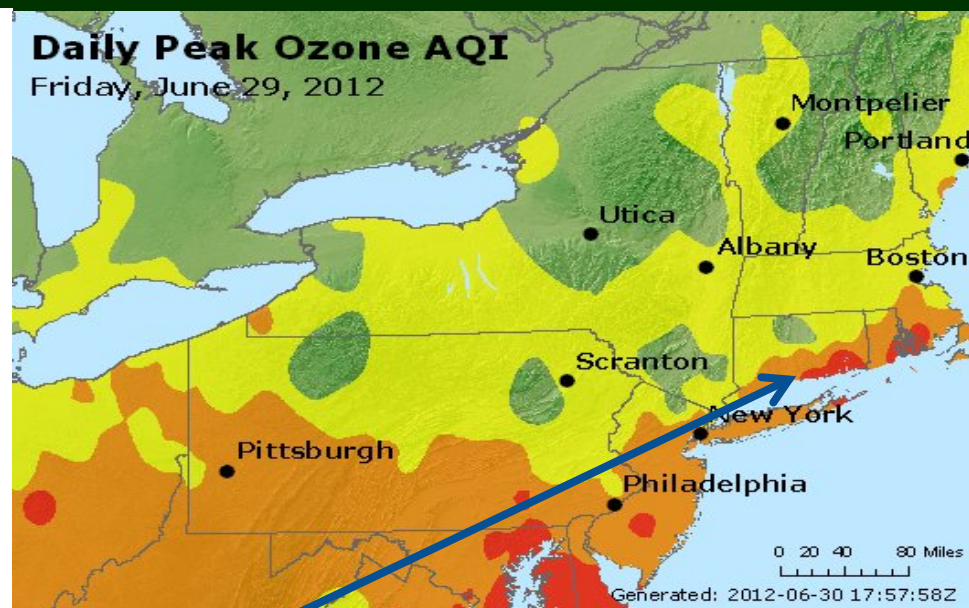 Daily Peak Ozone AQI
Friday, June 29, 2012
Montpelier
Portland
Utica
Albany
Boston
Scranton
New York
Pittsburgh
Philadelphia
0 20 40 80 Miles
Generated: 2012-06-30 17:57:58Z